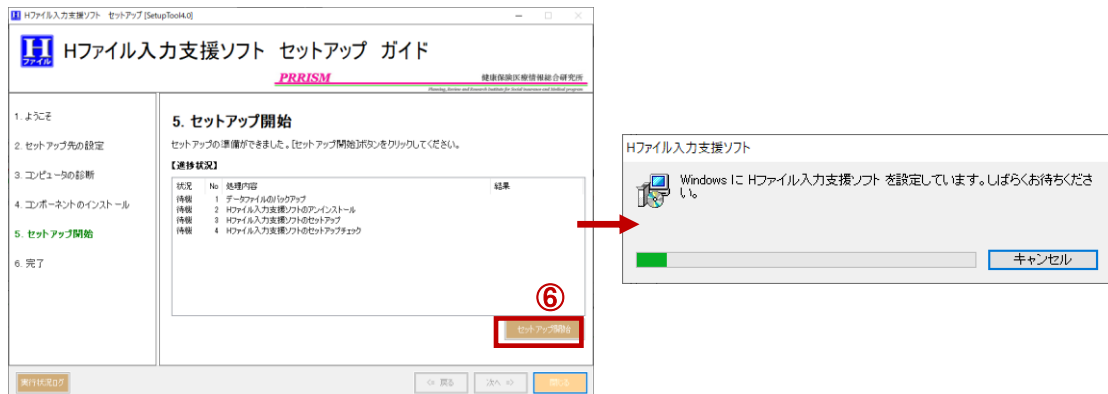 Hファイル入力支援ソフト セットアップ [SetupTool4.0]
H
ファイル
Hファイル入力支援ソフト セットアップ ガイド
PRRISM
健康保険医療情報総合研究所
Planning, Review and Research Institute for Social insurance and Medical program
1. ようこそ
2. セットアップ先の設定
3. コンピュータの診断
4. コンポーネントのインストール
5. セットアップ開始
6. 完了
5. セットアップ開始
セットアップの準備ができました。[セットアップ開始]ボタンをクリックしてください。
【進捗状況】
状況 No 処理内容 結果
待機 1 データファイルのバックアップ
待機 2 Hファイル入力支援ソフトのアンインストール
待機 3 Hファイル入力支援ソフトのセットアップ
待機 4 Hファイル入力支援ソフトのセットアップチェック
⑥
セットアップ開始
実行状況ログ
<= 戻る
次へ =>
閉じる
Hファイル入力支援ソフト
Windows に Hファイル入力支援ソフト を設定しています。しばらくお待ちくださ
い。
キャンセル